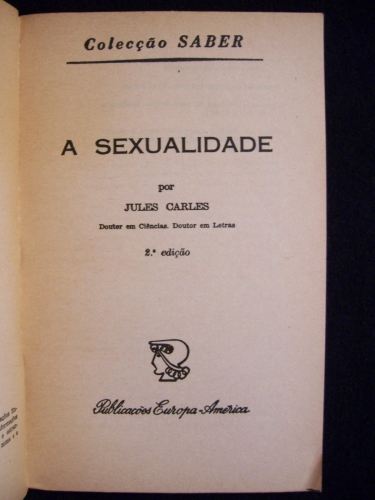 Colecção SABER
A SEXUALIDADE
por
JULES CARLES
Doutor em Ciências. Doutor em Letras
2.ª edição
Publicações Europa-América